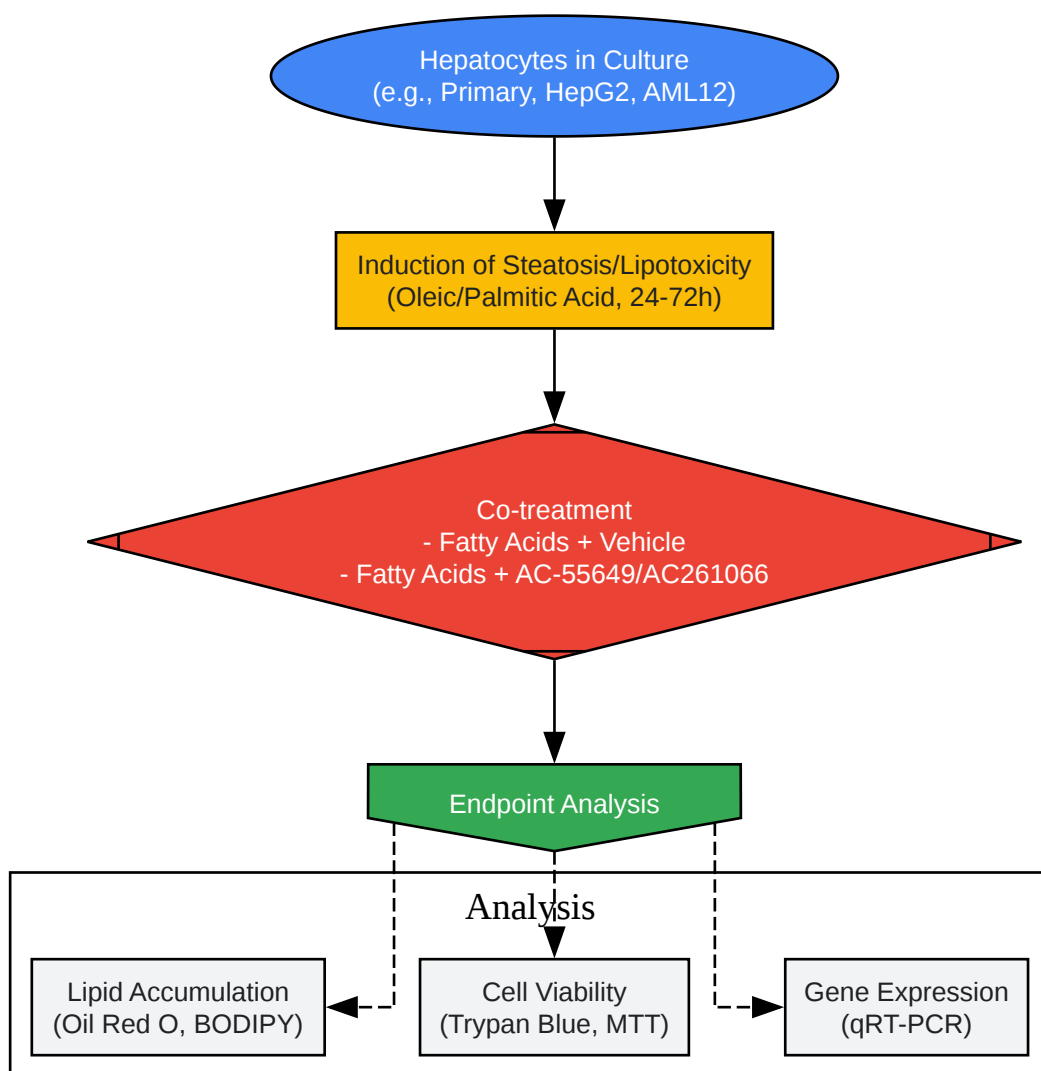 Hepatocytes in Culture
(e.g., Primary, HepG2, AML12)
Induction of Steatosis/Lipotoxicity
(Oleic/Palmitic Acid, 24-72h)
Co-treatment
- Fatty Acids + Vehicle
- Fatty Acids + AC-55649/AC261066
Endpoint Analysis
Analysis
Lipid Accumulation
(Oil Red O, BODIPY)
Cell Viability
(Trypan Blue, MTT)
Gene Expression
(qRT-PCR)